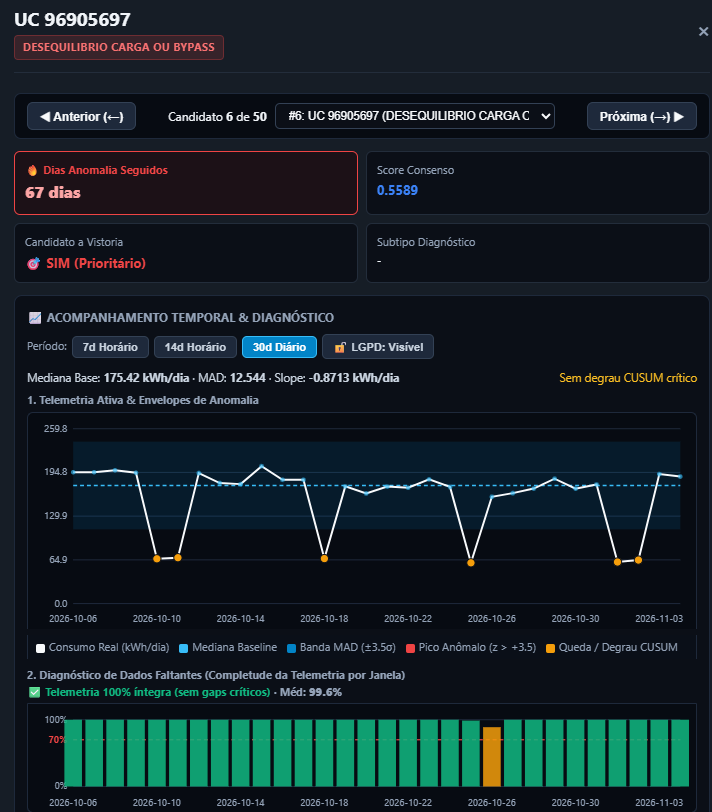 UC 96905697
×
DESEQUILIBRIO CARGA OU BYPASS
◀ Anterior (←)
Candidato 6 de 50
#6: UC 96905697 (DESEQUILIBRIO CARGA C
Próxima (→) ▶
🔥 Dias Anomalia Seguidos
67 dias
Score Consenso
0.5589
Candidato a Vistoria
🎯 SIM (Prioritário)
Subtipo Diagnóstico
-
📈 ACOMPANHAMENTO TEMPORAL & DIAGNÓSTICO
Período: 7d Horário 14d Horário 30d Diário 🔓 LGPD: Visível
Mediana Base: 175.42 kWh/dia · MAD: 12.544 · Slope: -0.8713 kWh/dia
Sem degrau CUSUM crítico
1. Telemetria Ativa & Envelopes de Anomalia
259.8
194.8
129.9
64.9
0.0
2026-10-06 2026-10-10 2026-10-14 2026-10-18 2026-10-22 2026-10-26 2026-10-30 2026-11-03
Consumo Real (kWh/dia) Mediana Baseline Banda MAD (±3.5σ) Pico Anômalo (z > +3.5) Queda / Degrau CUSUM
2. Diagnóstico de Dados Faltantes (Completude da Telemetria por Janela)
✅ Telemetria 100% íntegra (sem gaps críticos) · Méd: 99.6%
100%
70%
0%
2026-10-06 2026-10-10 2026-10-14 2026-10-18 2026-10-22 2026-10-26 2026-10-30 2026-11-03